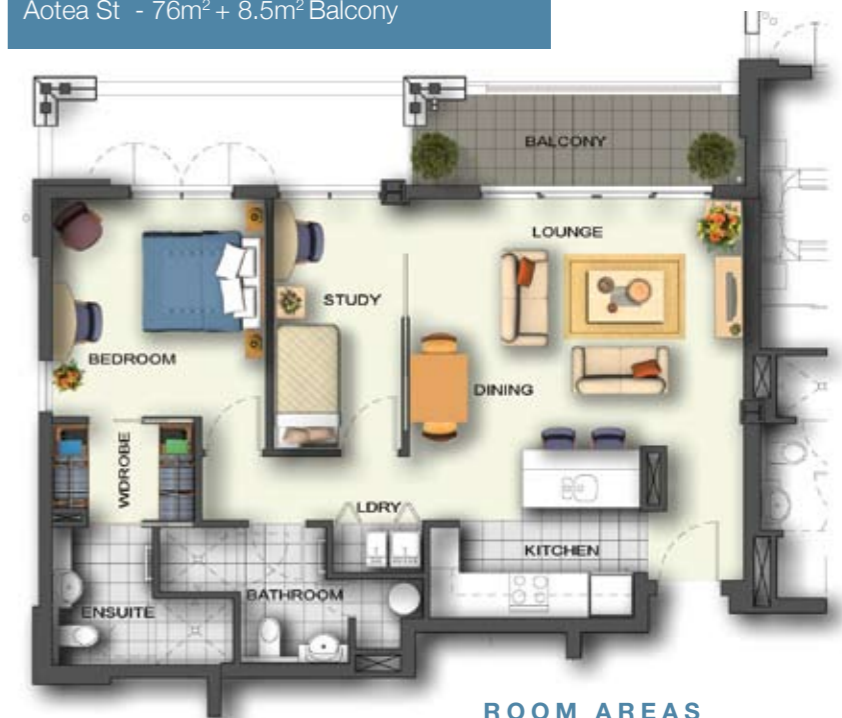 Aotea St - 76m² + 8.5m² Balcony
BALCONY
LOUNGE
STUDY
BEDROOM
DINING
WDROBE
LDRY
KITCHEN
BATHROOM
ENSUITE
ROOM AREAS